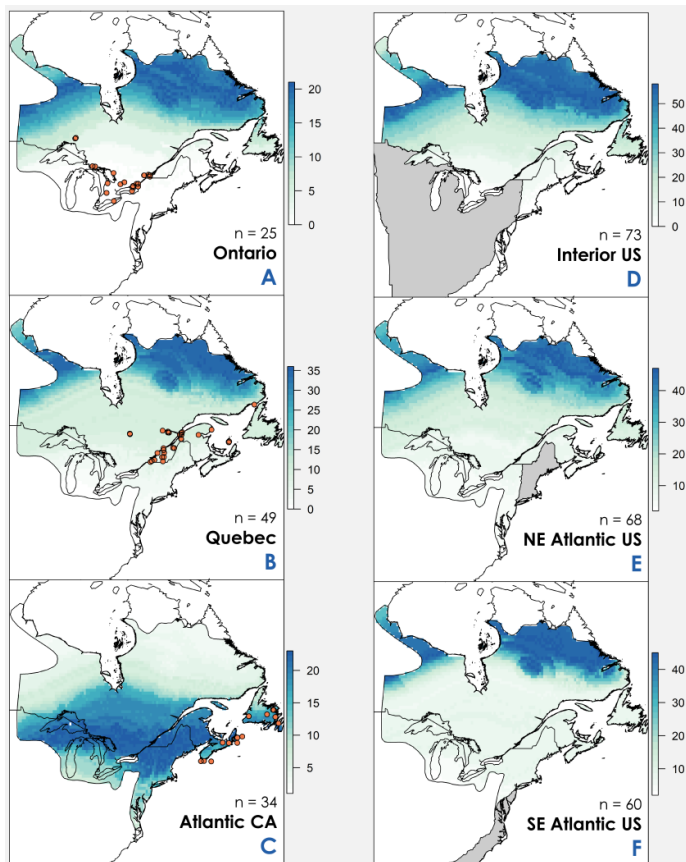 20
15
10
5
0
n = 25
Ontario
A
50
40
30
20
10
0
n = 73
Interior US
D
35
30
25
20
15
10
5
0
n = 49
Quebec
B
40
30
20
10
n = 68
NE Atlantic US
E
20
15
10
5
n = 34
Atlantic CA
C
40
30
20
10
n = 60
SE Atlantic US
F